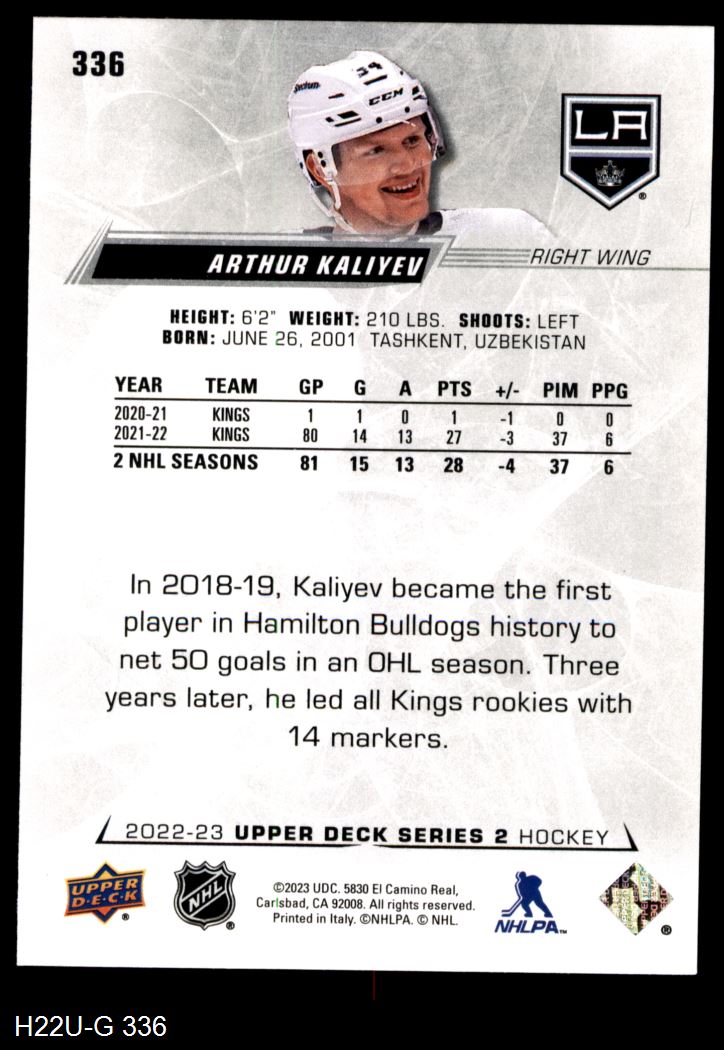 336
34
Spectrum
CCM
LA
®
ARTHUR KALIYEV
RIGHT WING
HEIGHT: 6'2" WEIGHT: 210 LBS. SHOOTS: LEFT
BORN: JUNE 26, 2001 TASHKENT, UZBEKISTAN
YEAR TEAM GP G A PTS +/- PIM PPG
2020-21 KINGS 1 1 0 1 -1 0 0
2021-22 KINGS 80 14 13 27 -3 37 6
2 NHL SEASONS 81 15 13 28 -4 37 6
In 2018-19, Kaliyev became the first
player in Hamilton Bulldogs history to
net 50 goals in an OHL season. Three
years later, he led all Kings rookies with
14 markers.
2022-23 UPPER DECK SERIES 2 HOCKEY
UPPER
D•E•C•K
®
NHL
®
©2023 UDC. 5830 El Camino Real,
Carlsbad, CA 92008. All rights reserved.
Printed in Italy. ©NHLPA. © NHL.
NHLPA™
®
H22U-G 336